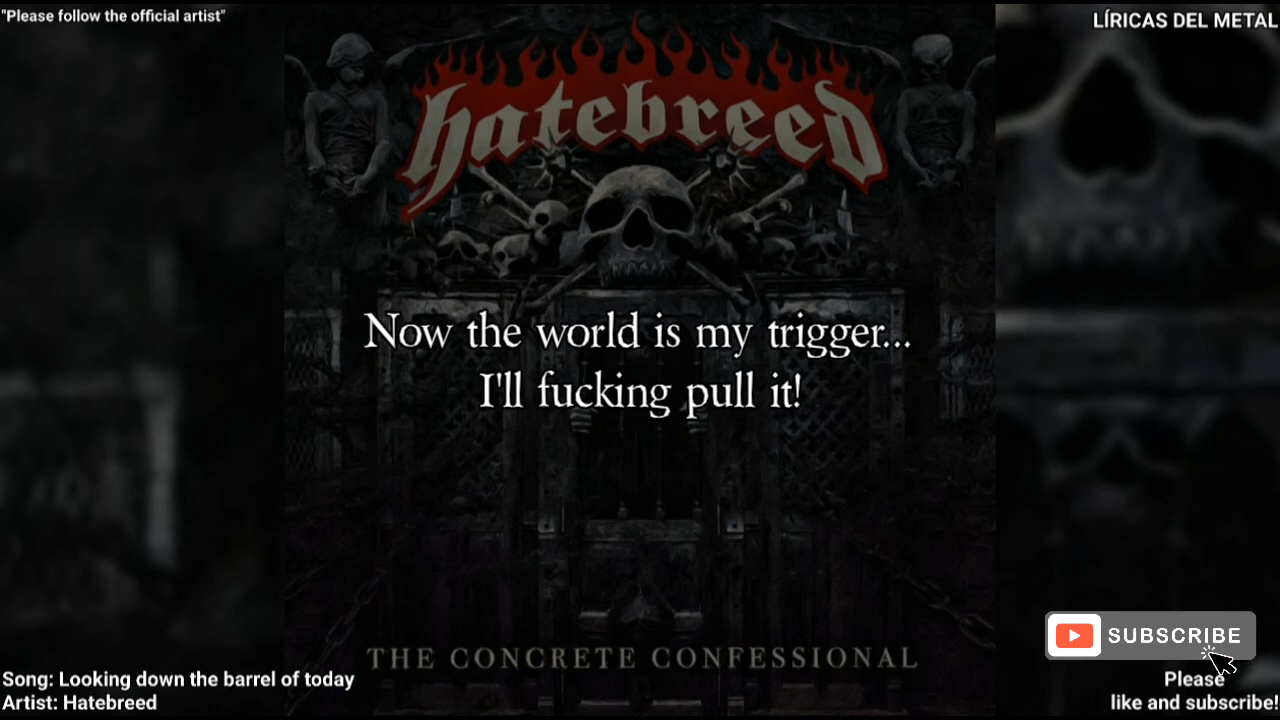 "Please follow the official artist"
LÍRICAS DEL METAL
hatebreed
Now the world is my trigger...
I'll fucking pull it!
THE CONCRETE CONFESSIONAL
SUBSCRIBE
Song: Looking down the barrel of today
Artist: Hatebreed
Please
like and subscribe!